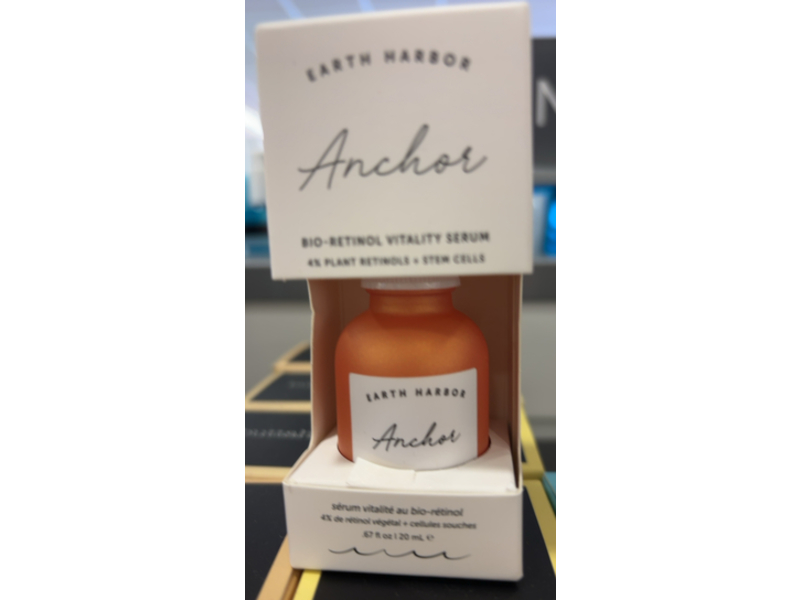 EARTH HARBOR
Anchor
BIO-RETINOL VITALITY SERUM
4% PLANT RETINOLS + STEM CELLS
EARTH HARBOR
Anchor
sérum vitalité au bio-rétinol
4% de rétinol végétal + cellules souches
.67 fl oz | 20 mL ℮